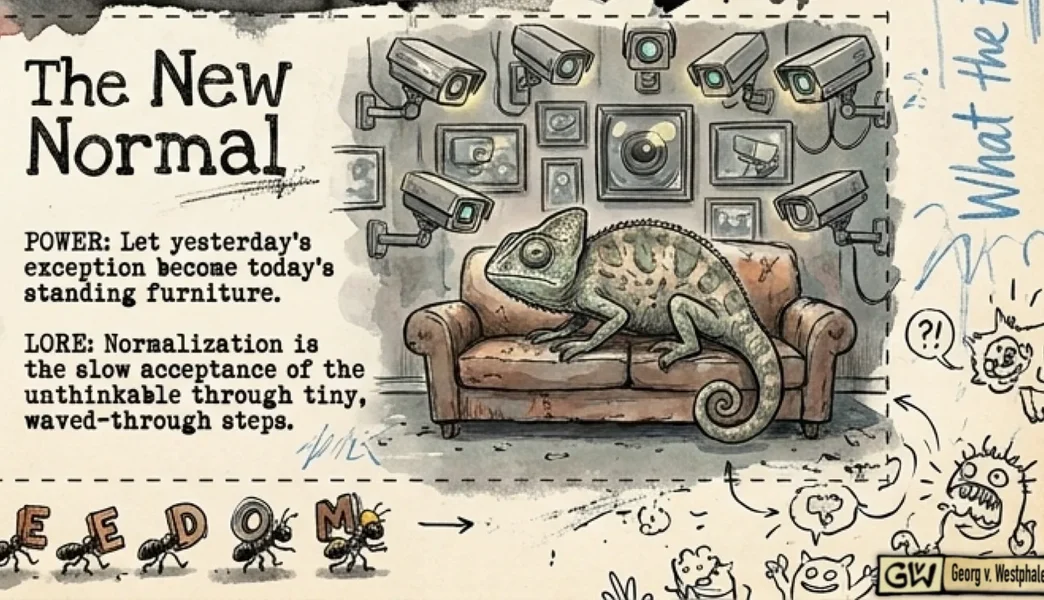 The New
Normal
POWER: Let yesterday's
exception become today's
standing furniture.
LORE: Normalization is
the slow acceptance of the
unthinkable through tiny,
waved-through steps.
What the
?!
EEDOM
GW Georg v. Westphale